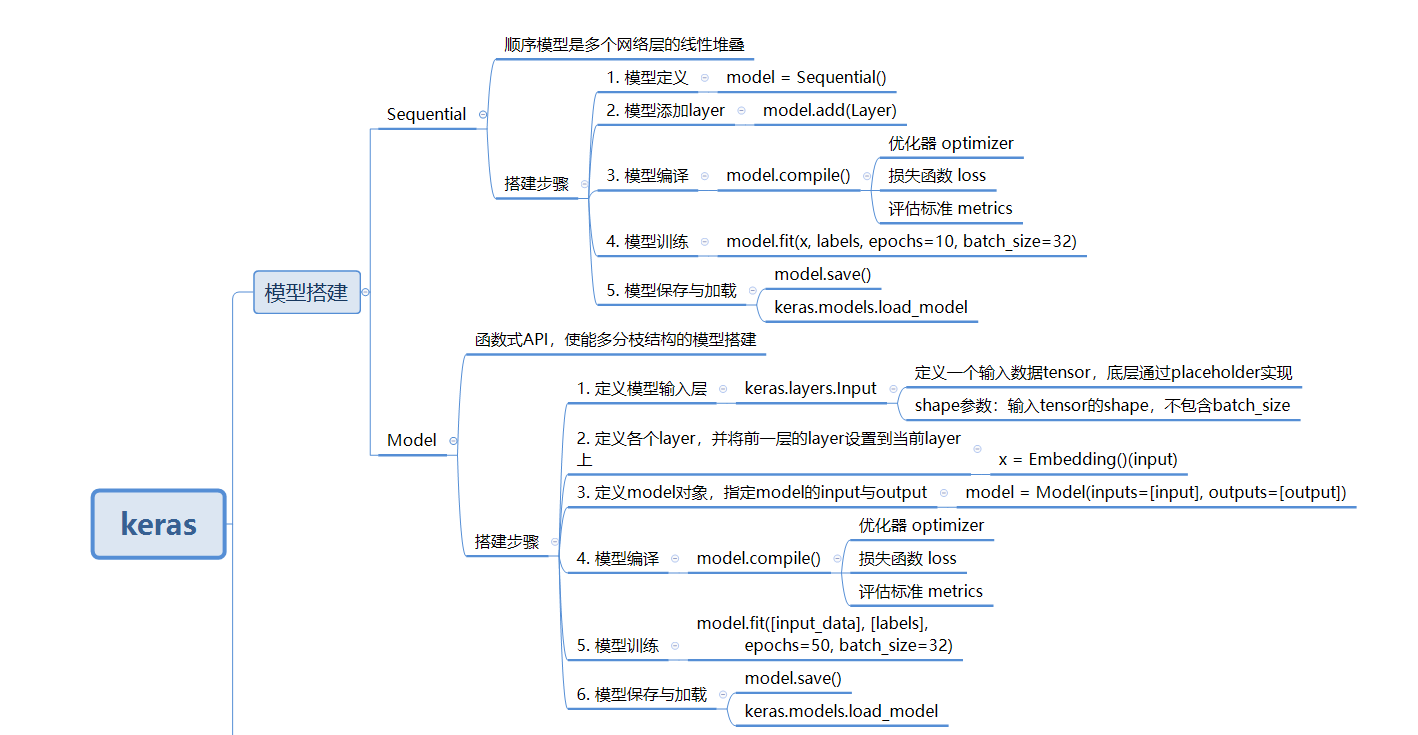 顺序模型是多个网络层的线性堆叠
1. 模型定义 model = Sequential()
2. 模型添加layer model.add(Layer)
Sequential
优化器 optimizer
搭建步骤 3. 模型编译 model.compile() 损失函数 loss
评估标准 metrics
4. 模型训练 model.fit(x, labels, epochs=10, batch_size=32)
model.save()
5. 模型保存与加载
keras.models.load_model
模型搭建
函数式API，使能多分枝结构的模型搭建
定义一个输入数据tensor，底层通过placeholder实现
1. 定义模型输入层 keras.layers.Input
shape参数：输入tensor的shape，不包含batch_size
Model
2. 定义各个layer，并将前一层的layer设置到当前layer
上 x = Embedding()(input)
3. 定义model对象，指定model的input与output model = Model(inputs=[input], outputs=[output])
keras
优化器 optimizer
搭建步骤 4. 模型编译 model.compile() 损失函数 loss
评估标准 metrics
model.fit([input_data], [labels],
5. 模型训练 epochs=50, batch_size=32)
model.save()
6. 模型保存与加载
keras.models.load_model